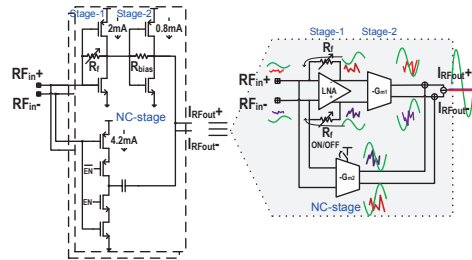 Stage-1 Stage-2
2mA 0.8mA
RFin+ Rf Rbias
RFin-
NC-stage
4.2mA
IRFout+
IRFout-
EN
EN
Stage-1 Stage-2
Rf
RFin+
RFin-
LNA
-Gm1
IRFout+
IRFout-
Rf
ON/OFF
-Gm2
NC-stage